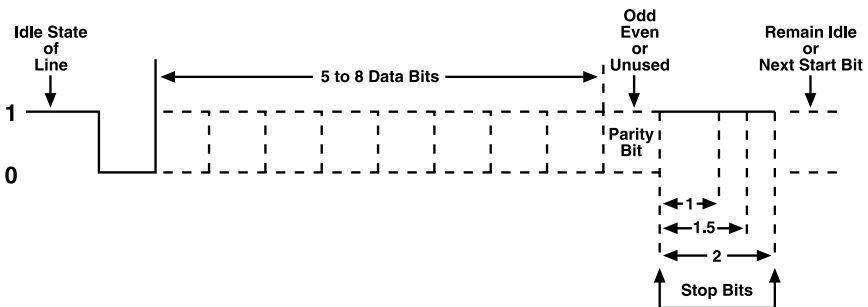 Idle State
of
Line
5 to 8 Data Bits
Odd
Even
or
Unused
Remain Idle
or
Next Start Bit
1
0
Parity
Bit
1
1.5
2
Stop Bits